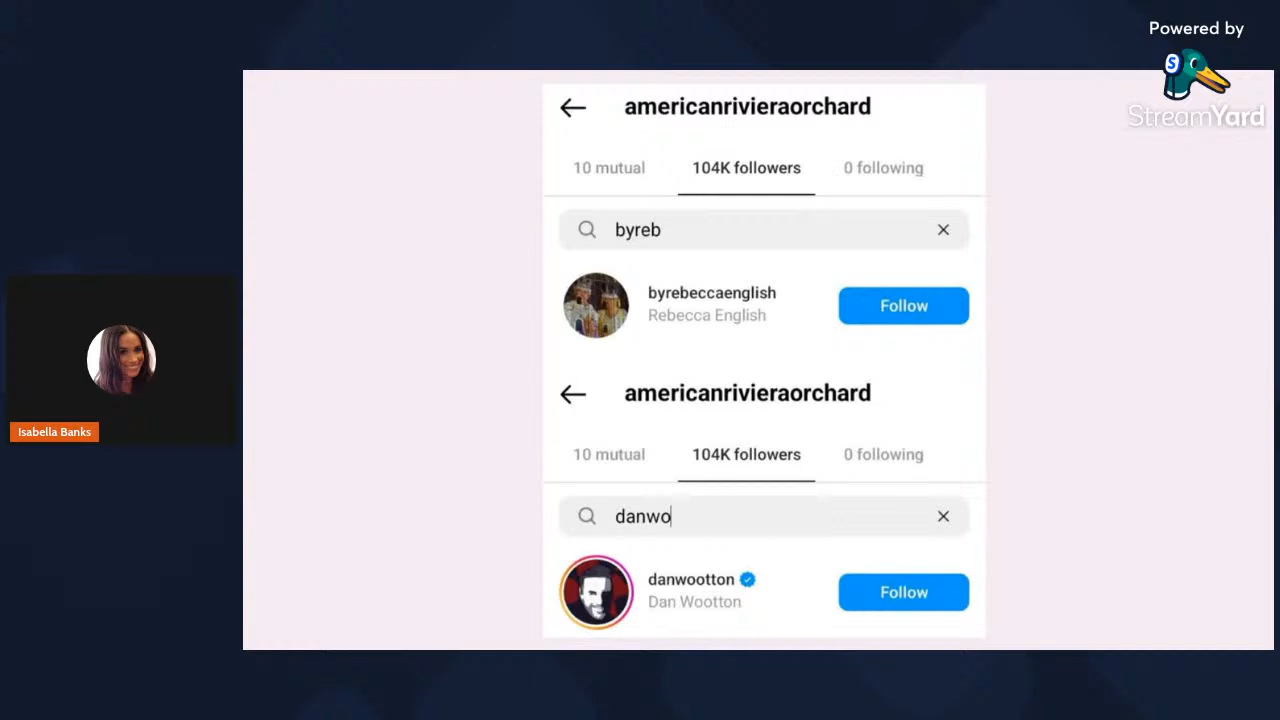 Powered by
StreamYard
americanrivieraorchard
10 mutual 104K followers 0 following
byreb
byrebeccaenglish
Rebecca English
Follow
americanrivieraorchard
10 mutual 104K followers 0 following
danwo
danwootton
Dan Wootton
Follow
Isabella Banks